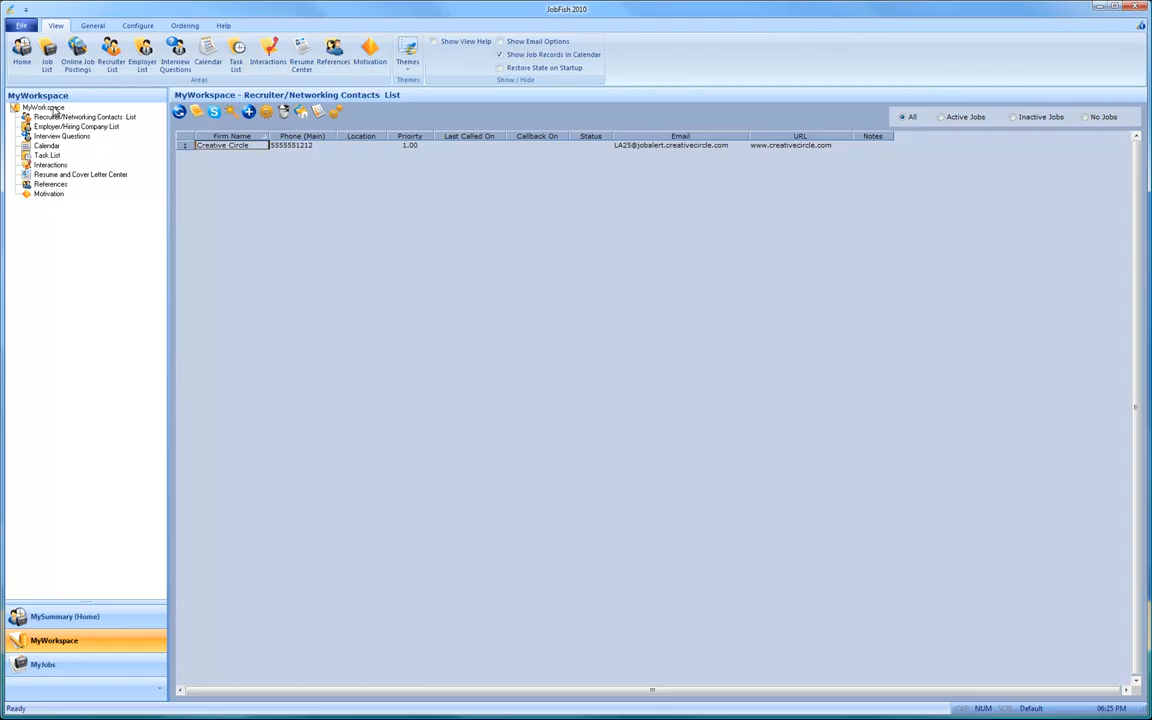 JobFish 2010
File View General Configure Ordering Help
Home Job List Online Job Postings Recruiter List Employer List Interview Questions Calendar Task List Interactions Resume Center References Motivation Themes
Show View Help Show Email Options
Show Job Records in Calendar
Restore State on Startup
Areas Themes Show / Hide
MyWorkspace
MyWorkspace
Recruiter/Networking Contacts List
Employer/Hiring Company List
Interview Questions
Calendar
Task List
Interactions
Resume and Cover Letter Center
References
Motivation
MySummary (Home)
MyWorkspace
MyJobs
MyWorkspace - Recruiter/Networking Contacts List
All Active Jobs Inactive Jobs No Jobs
Firm Name Phone (Main) Location Prioirty Last Called On Callback On Status Email URL Notes
1 Creative Circle 5555551212 1.00 LA25@jobalert.creativecircle.com www.creativecircle.com
Ready CAP NUM SCRL Default 06:25 PM